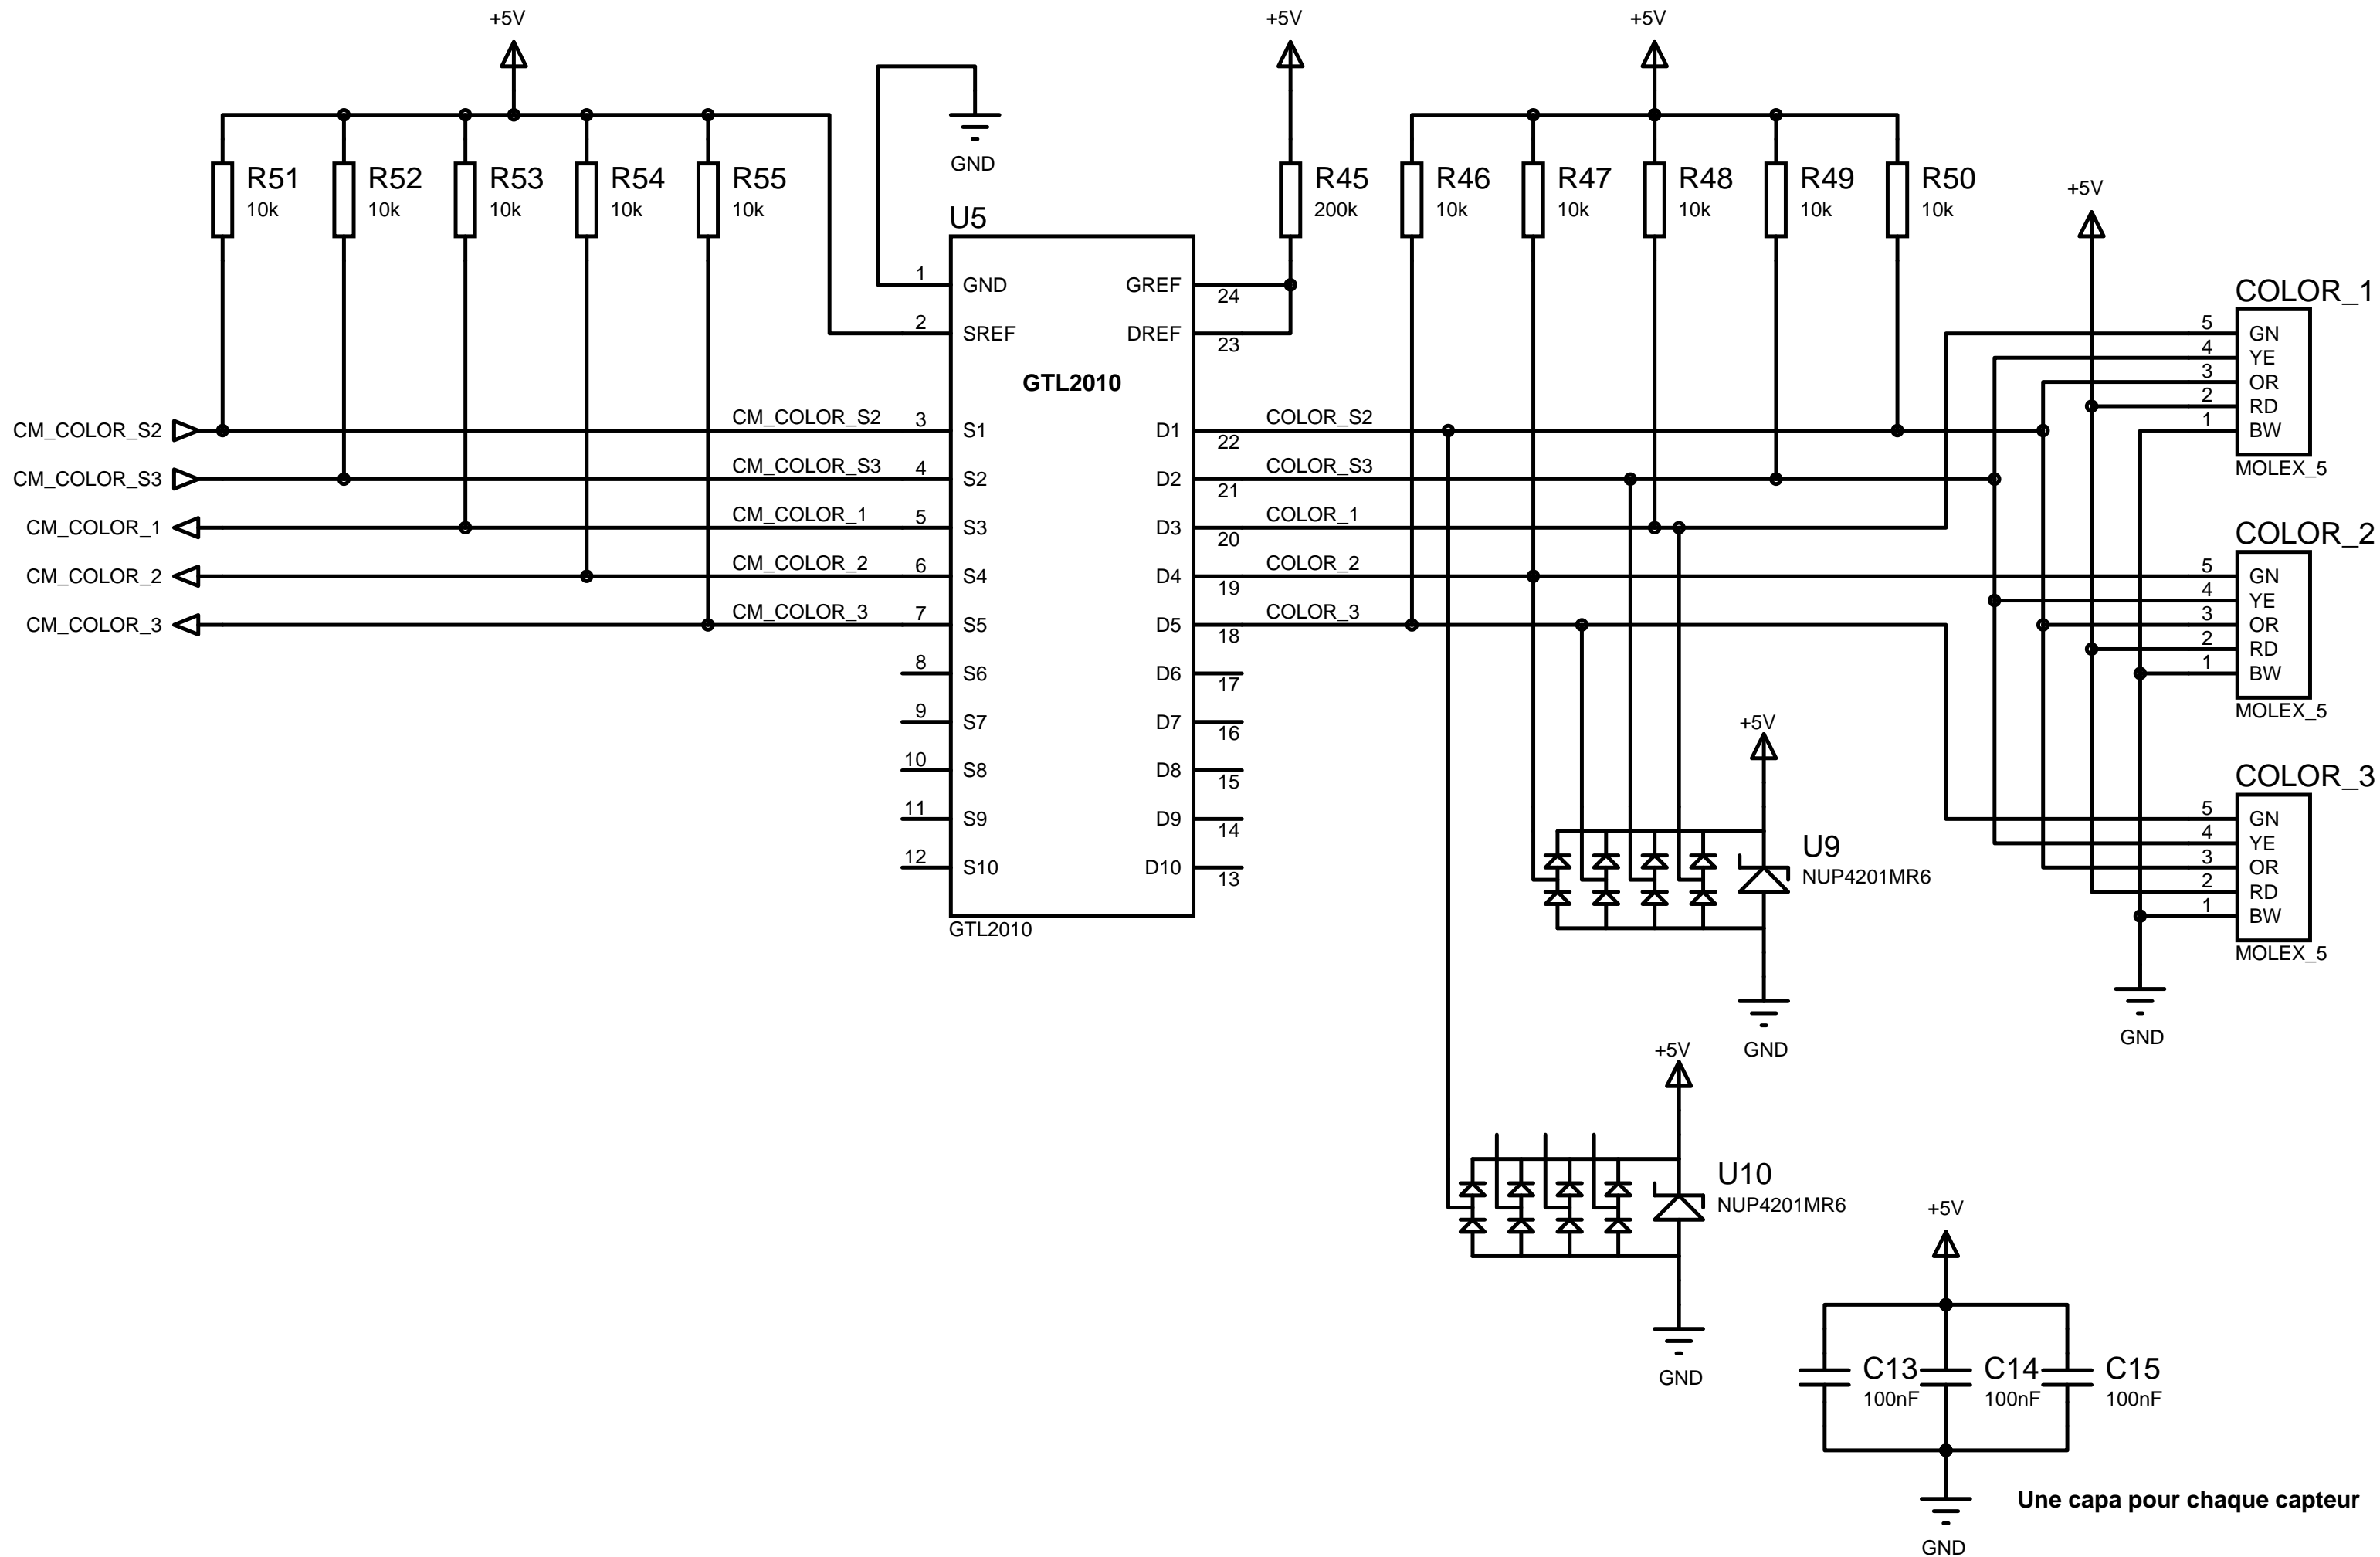 +5V
+5V
+5V
GND
R51
10k
R52
10k
R53
10k
R54
10k
R55
10k
R45
200k
R46
10k
R47
10k
R48
10k
R49
10k
R50
10k
+5V
U5
1
GND
GREF
24
2
SREF
DREF
23
GTL2010
CM_COLOR_S2
CM_COLOR_S2
3
S1
D1
22
COLOR_S2
CM_COLOR_S3
CM_COLOR_S3
4
S2
D2
21
COLOR_S3
CM_COLOR_1
CM_COLOR_1
5
S3
D3
20
COLOR_1
CM_COLOR_2
CM_COLOR_2
6
S4
D4
19
COLOR_2
CM_COLOR_3
CM_COLOR_3
7
S5
D5
18
COLOR_3
8
S6
D6
17
9
S7
D7
16
10
S8
D8
15
11
S9
D9
14
12
S10
D10
13
GTL2010
COLOR_1
5
GN
4
YE
3
OR
2
RD
1
BW
MOLEX_5
COLOR_2
5
GN
4
YE
3
OR
2
RD
1
BW
MOLEX_5
COLOR_3
5
GN
4
YE
3
OR
2
RD
1
BW
MOLEX_5
GND
+5V
U9
NUP4201MR6
GND
+5V
U10
NUP4201MR6
GND
+5V
C13
100nF
C14
100nF
C15
100nF
Une capa pour chaque capteur
GND